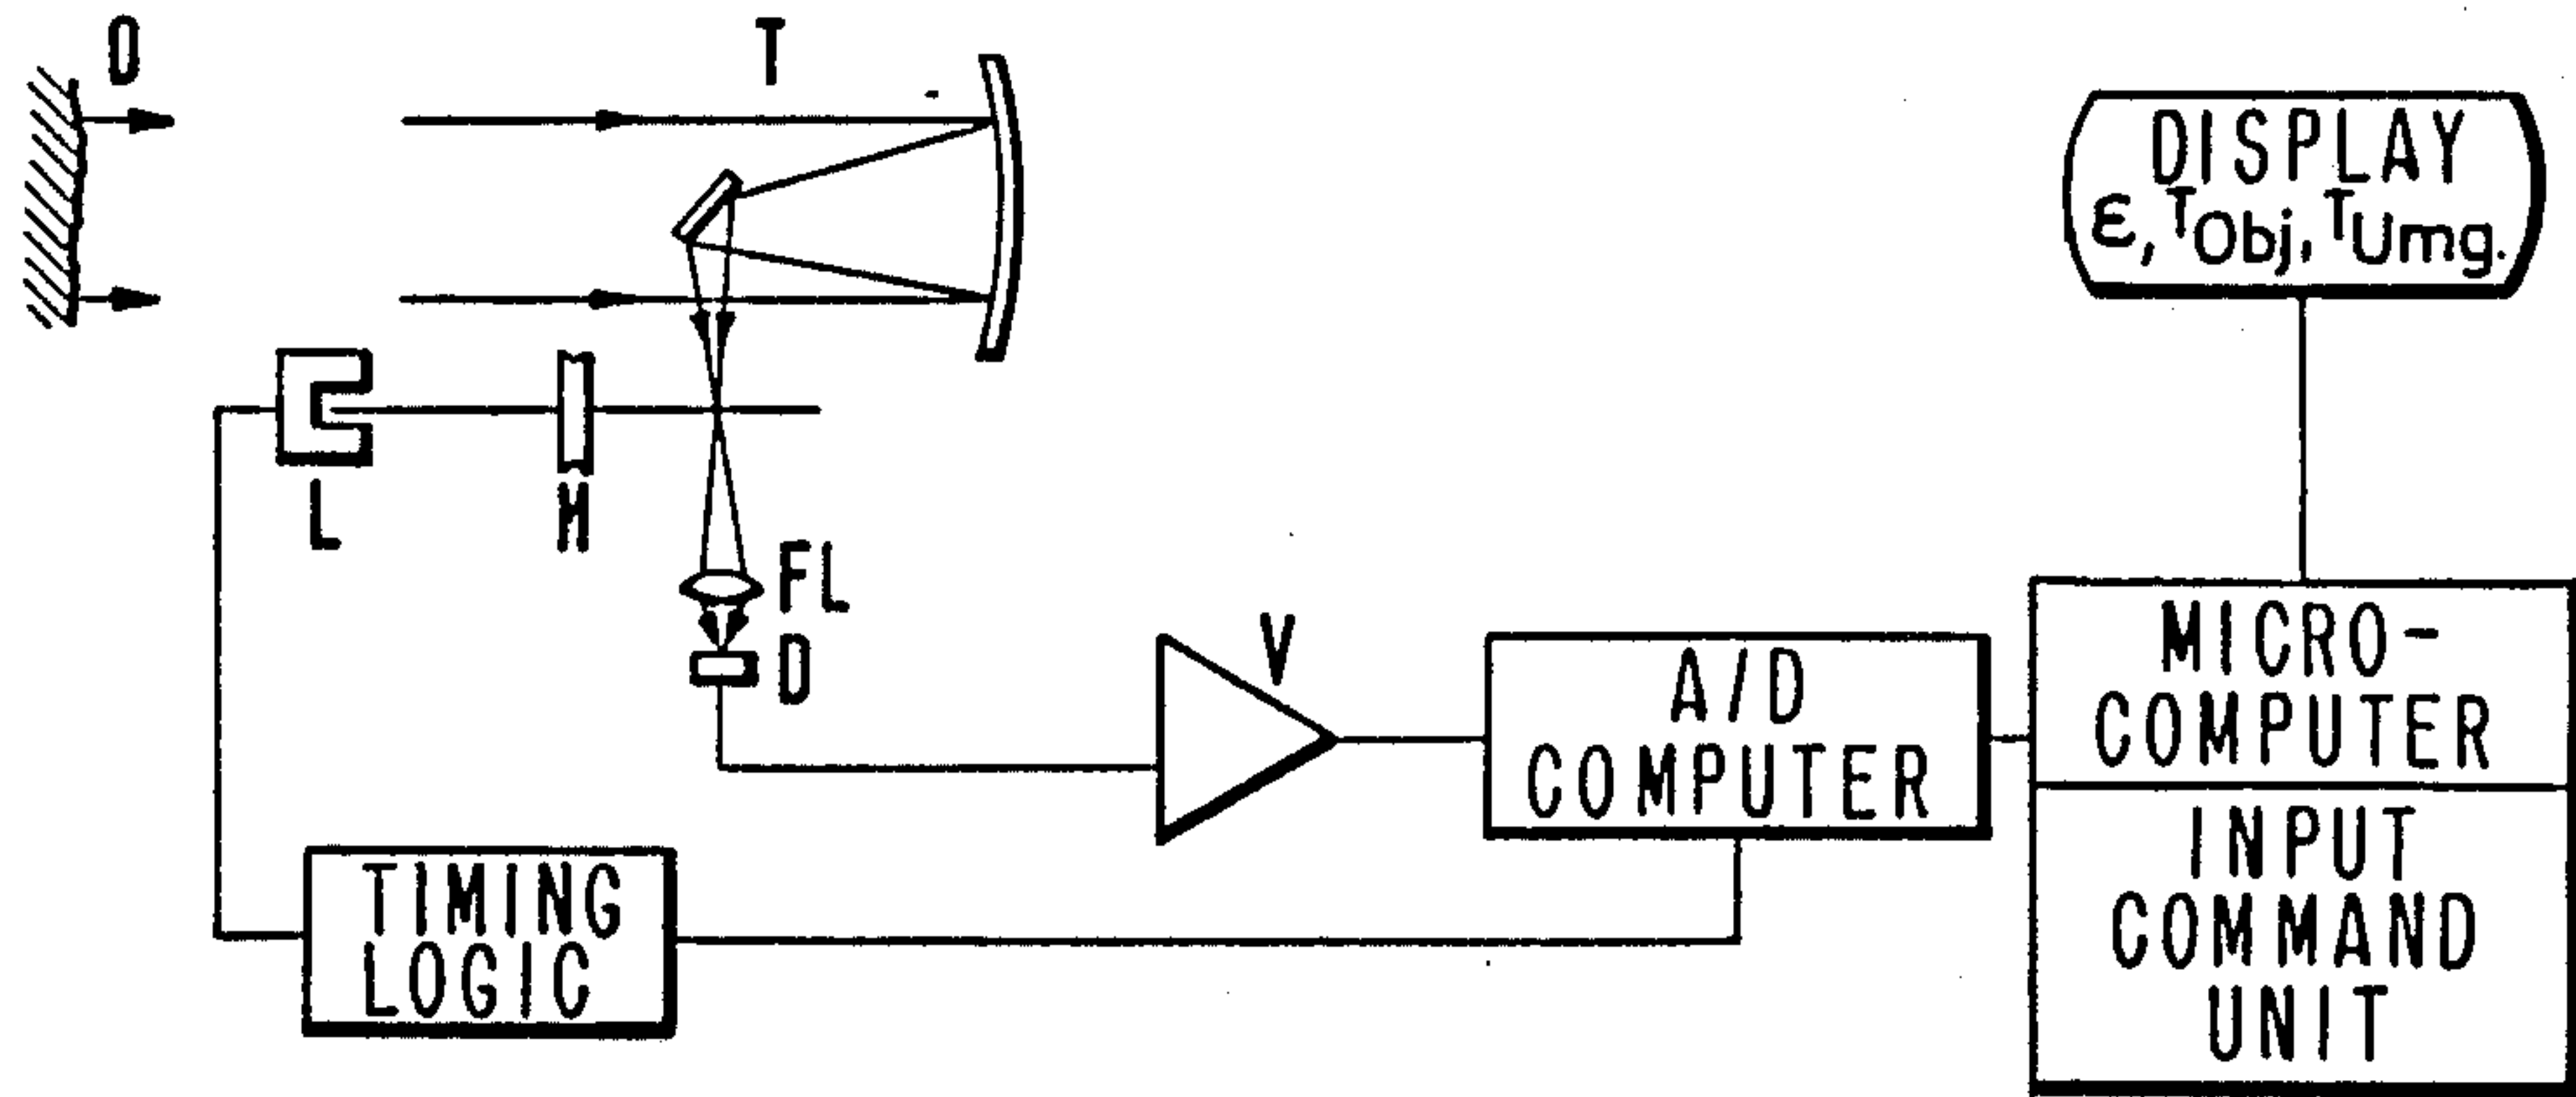 O
T
DISPLAY
ε, TObj, TUmg.
L
M
FL
D
V
A/D
COMPUTER
MICRO-
COMPUTER
INPUT
COMMAND
UNIT
TIMING
LOGIC